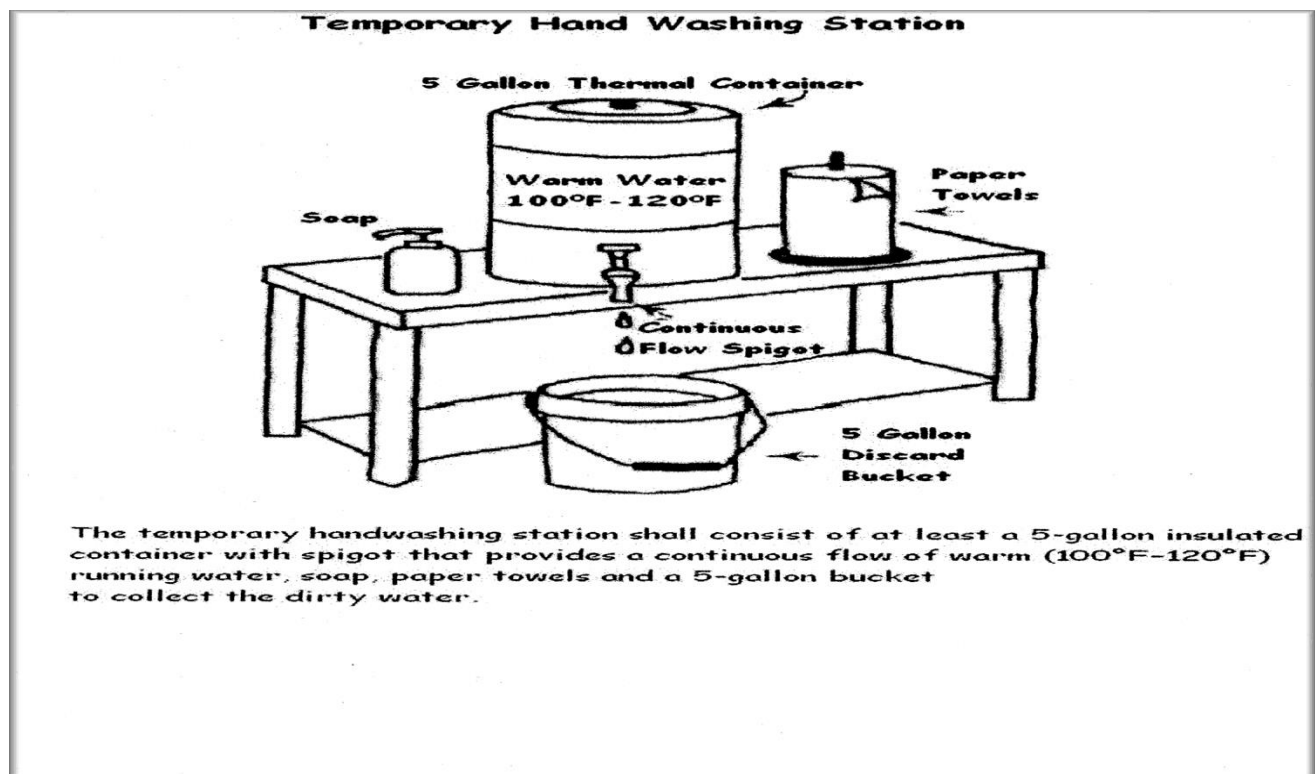 Temporary Hand Washing Station
5 Gallon Thermal Container
Warm Water
100°F-120°F
Paper
Towels
Soap
Continuous
Flow Spigot
5 Gallon
Discard
Bucket
The temporary handwashing station shall consist of at least a 5-gallon insulated
container with spigot that provides a continuous flow of warm (100°F-120°F)
running water, soap, paper towels and a 5-gallon bucket
to collect the dirty water.